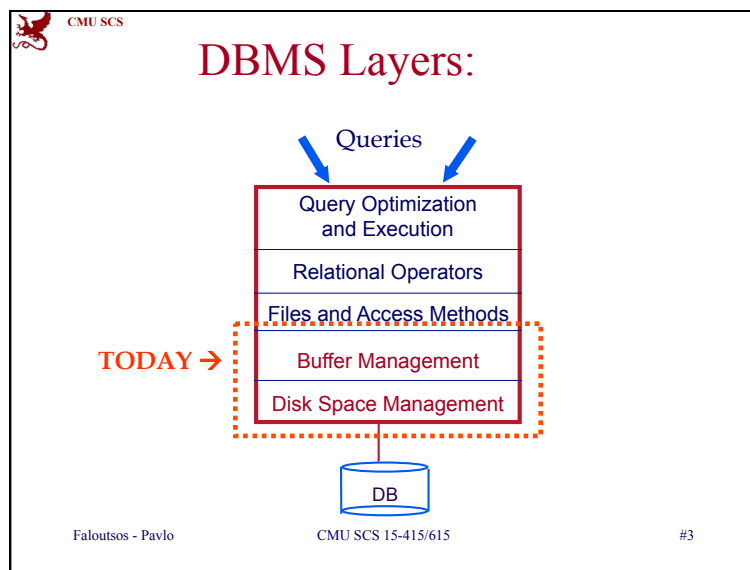 CMU SCS
DBMS Layers:
Queries
Query Optimization
and Execution
Relational Operators
Files and Access Methods
TODAY →
Buffer Management
Disk Space Management
DB
Faloutsos - Pavlo
CMU SCS 15-415/615
#3